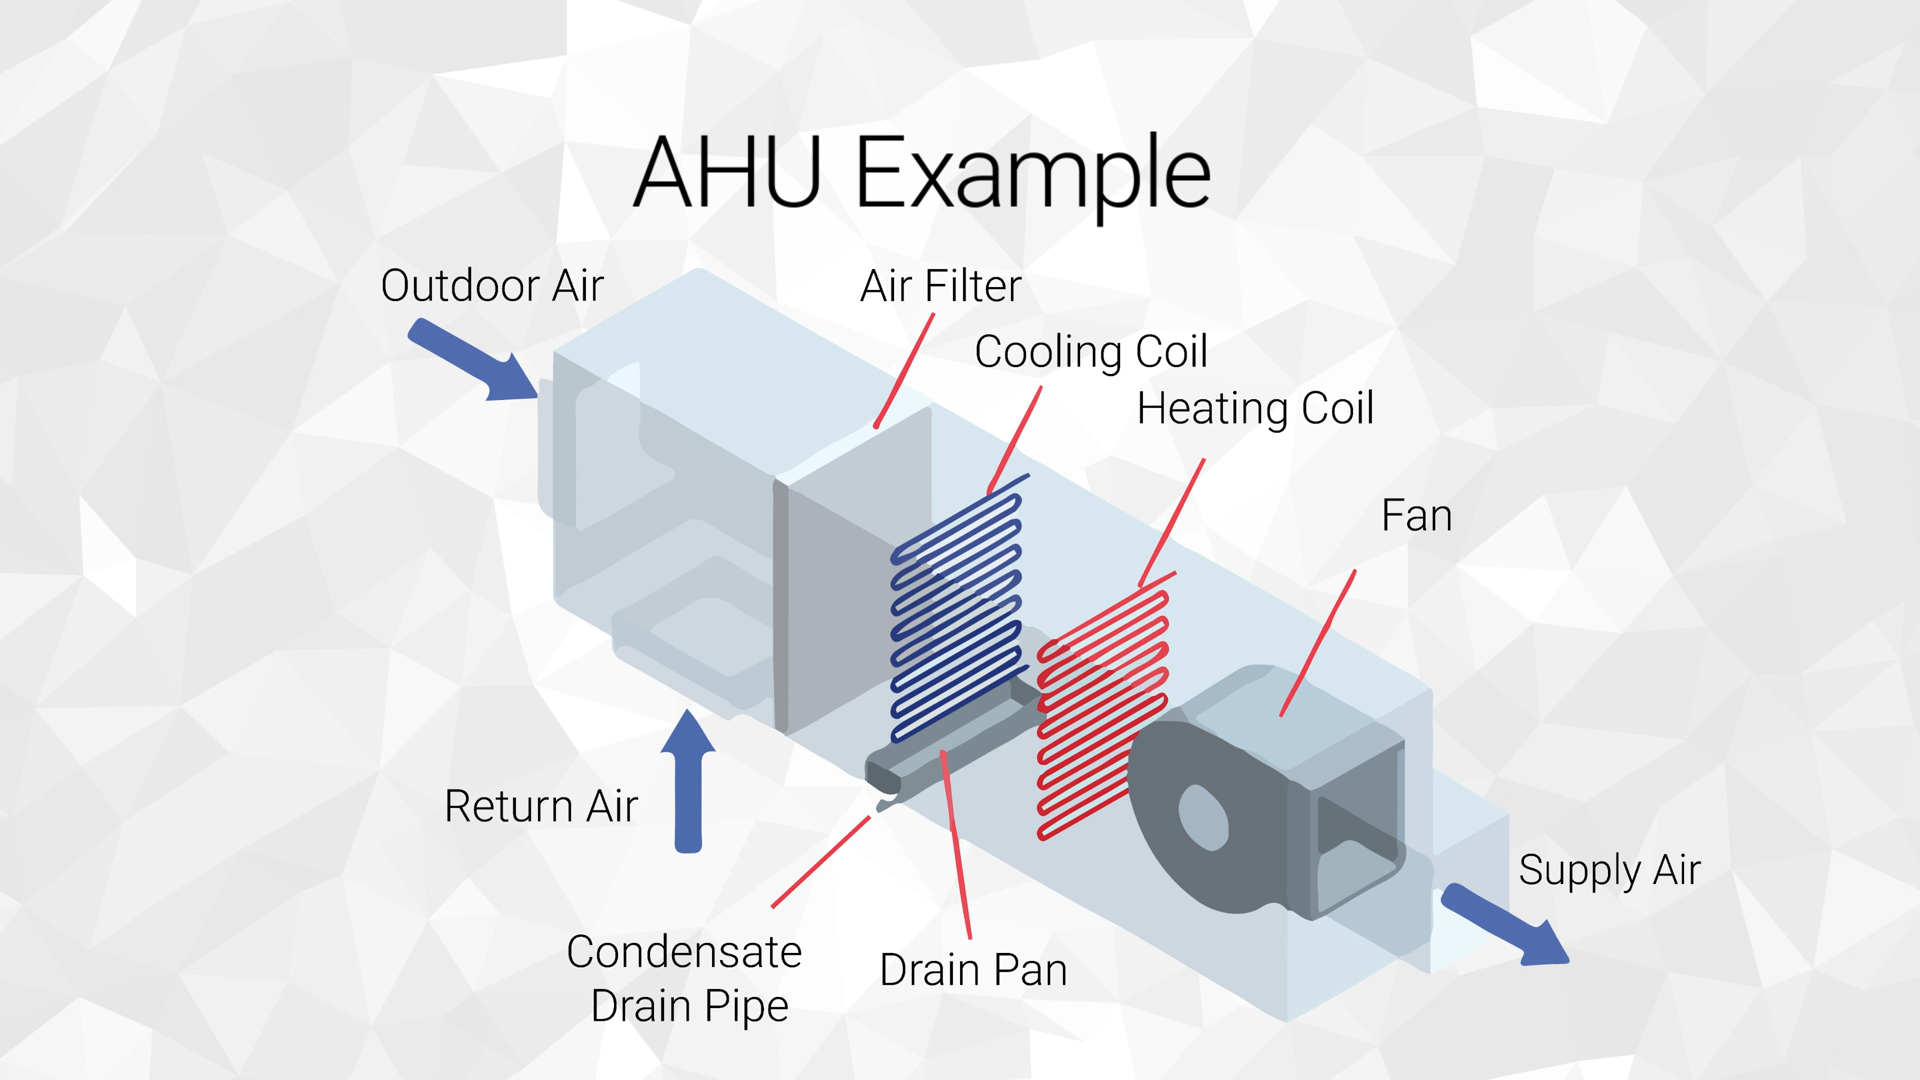 AHU Example
Outdoor Air
Air Filter
Cooling Coil
Heating Coil
Fan
Return Air
Supply Air
Condensate
Drain Pipe
Drain Pan